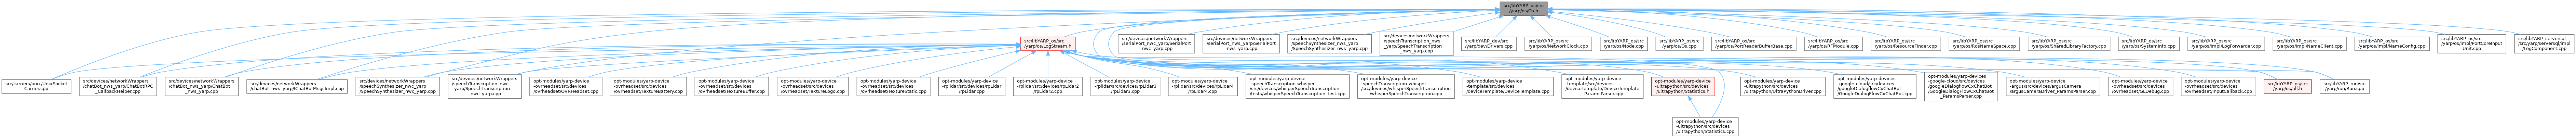 src/libYARP_os/src
/yarp/os/Os.h
src/libYARP_os/src
/yarp/os/LogStream.h
src/devices/networkWrappers
/serialPort_nwc_yarp/SerialPort
_nwc_yarp.cpp
src/devices/networkWrappers
/serialPort_nws_yarp/SerialPort
_nws_yarp.cpp
src/devices/networkWrappers
/speechSynthesizer_nws_yarp
/SpeechSynthesizer_nws_yarp.cpp
src/devices/networkWrappers
/speechTranscription_nws
_yarp/SpeechTranscription
_nws_yarp.cpp
src/libYARP_dev/src
/yarp/dev/Drivers.cpp
src/libYARP_os/src
/yarp/os/NetworkClock.cpp
src/libYARP_os/src
/yarp/os/Node.cpp
src/libYARP_os/src
/yarp/os/Os.cpp
src/libYARP_os/src
/yarp/os/PortReaderBufferBase.cpp
src/libYARP_os/src
/yarp/os/RFModule.cpp
src/libYARP_os/src
/yarp/os/ResourceFinder.cpp
src/libYARP_os/src
/yarp/os/RosNameSpace.cpp
src/libYARP_os/src
/yarp/os/SharedLibraryFactory.cpp
src/libYARP_os/src
/yarp/os/SystemInfo.cpp
src/libYARP_os/src
/yarp/os/impl/LogForwarder.cpp
src/libYARP_os/src
/yarp/os/impl/NameClient.cpp
src/libYARP_os/src
/yarp/os/impl/NameConfig.cpp
src/libYARP_os/src
/yarp/os/impl/PortCoreInput
Unit.cpp
src/libYARP_serversql
/src/yarp/serversql/impl
/LogComponent.cpp
src/carriers/unix/UnixSocket
Carrier.cpp
src/devices/networkWrappers
/chatBot_nws_yarp/ChatBotRPC
_CallbackHelper.cpp
src/devices/networkWrappers
/chatBot_nws_yarp/ChatBot
_nws_yarp.cpp
src/devices/networkWrappers
/chatBot_nws_yarp/IChatBotMsgsImpl.cpp
src/devices/networkWrappers
/speechSynthesizer_nwc_yarp
/SpeechSynthesizer_nwc_yarp.cpp
src/devices/networkWrappers
/speechTranscription_nwc
_yarp/SpeechTranscription
_nwc_yarp.cpp
opt-modules/yarp-device
-ovrheadset/src/devices
/ovrheadset/OVRHeadset.cpp
opt-modules/yarp-device
-ovrheadset/src/devices
/ovrheadset/TextureBattery.cpp
opt-modules/yarp-device
-ovrheadset/src/devices
/ovrheadset/TextureBuffer.cpp
opt-modules/yarp-device
-ovrheadset/src/devices
/ovrheadset/TextureLogo.cpp
opt-modules/yarp-device
-ovrheadset/src/devices
/ovrheadset/TextureStatic.cpp
opt-modules/yarp-device
-rplidar/src/devices/rpLidar
/rpLidar.cpp
opt-modules/yarp-device
-rplidar/src/devices/rpLidar2
/rpLidar2.cpp
opt-modules/yarp-device
-rplidar/src/devices/rpLidar3
/rpLidar3.cpp
opt-modules/yarp-device
-rplidar/src/devices/rpLidar4
/rpLidar4.cpp
opt-modules/yarp-device
-speechTranscription-whisper
/src/devices/whisperSpeechTranscription
/tests/whisperSpeechTranscription_test.cpp
opt-modules/yarp-device
-speechTranscription-whisper
/src/devices/whisperSpeechTranscription
/whisperSpeechTranscription.cpp
opt-modules/yarp-device
-template/src/devices
/deviceTemplate/DeviceTemplate.cpp
opt-modules/yarp-device
-template/src/devices
/deviceTemplate/DeviceTemplate
_ParamsParser.cpp
opt-modules/yarp-device
-ultrapython/src/devices
/ultrapython/Statistics.h
opt-modules/yarp-device
-ultrapython/src/devices
/ultrapython/UltraPythonDriver.cpp
opt-modules/yarp-devices
-google-cloud/src/devices
/googleDialogflowCxChatBot
/GoogleDialogFlowCxChatBot.cpp
opt-modules/yarp-devices
-google-cloud/src/devices
/googleDialogflowCxChatBot
/GoogleDialogFlowCxChatBot
_ParamsParser.cpp
opt-modules/yarp-device
-argus/src/devices/argusCamera
/argusCameraDriver_ParamsParser.cpp
opt-modules/yarp-device
-ovrheadset/src/devices
/ovrheadset/GLDebug.cpp
opt-modules/yarp-device
-ovrheadset/src/devices
/ovrheadset/InputCallback.cpp
src/libYARP_os/src
/yarp/os/all.h
src/libYARP_run/src
/yarp/run/Run.cpp
opt-modules/yarp-device
-ultrapython/src/devices
/ultrapython/Statistics.cpp